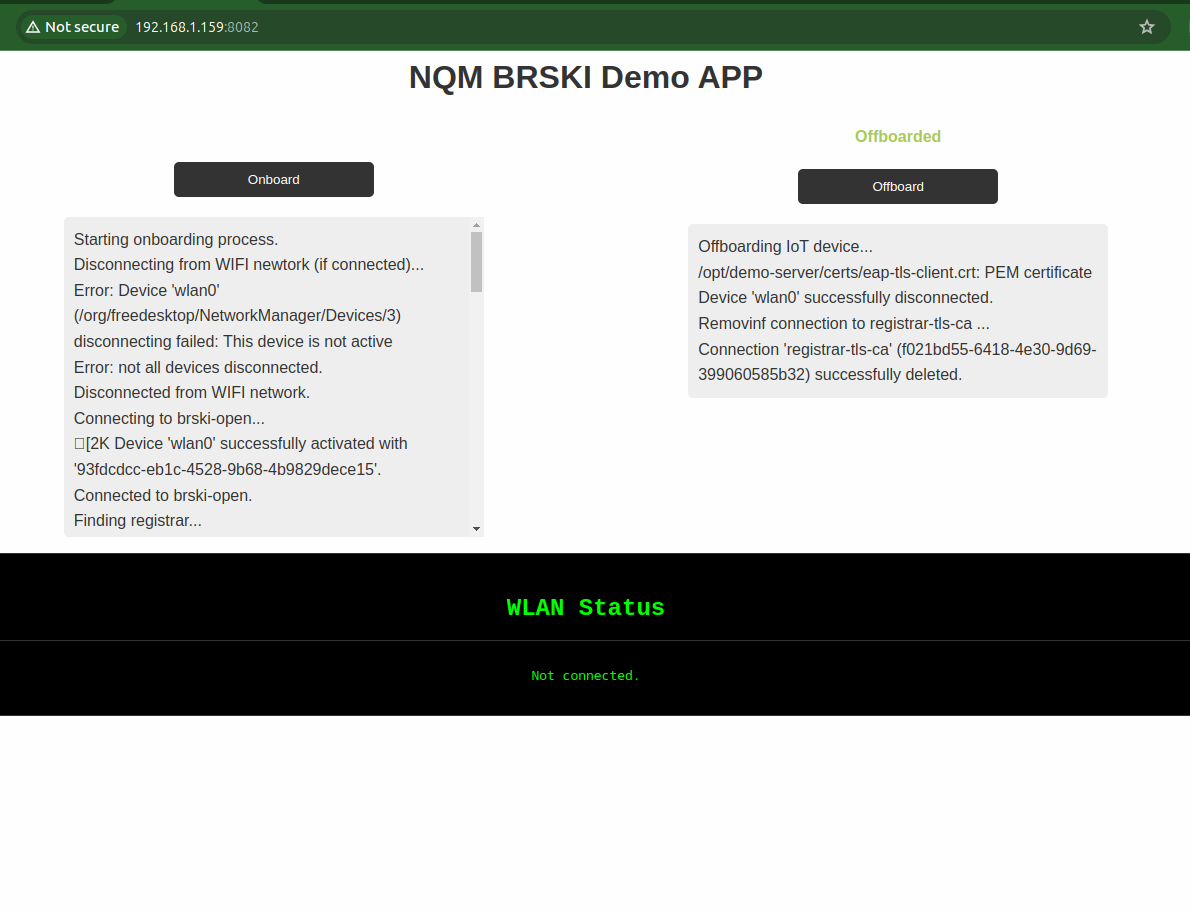 Not secure 192.168.1.159:8082
NQM BRSKI Demo APP
Onboard
Starting onboarding process.
Disconnecting from WIFI newtork (if connected)...
Error: Device 'wlan0'
(/org/freedesktop/NetworkManager/Devices/3)
disconnecting failed: This device is not active
Error: not all devices disconnected.
Disconnected from WIFI network.
Connecting to brski-open...
□[2K Device 'wlan0' successfully activated with
'93fdcdcc-eb1c-4528-9b68-4b9829dece15'.
Connected to brski-open.
Finding registrar...
Offboarded
Offboard
Offboarding IoT device...
/opt/demo-server/certs/eap-tls-client.crt: PEM certificate
Device 'wlan0' successfully disconnected.
Removinf connection to registrar-tls-ca ...
Connection 'registrar-tls-ca' (f021bd55-6418-4e30-9d69-
399060585b32) successfully deleted.
WLAN Status
Not connected.